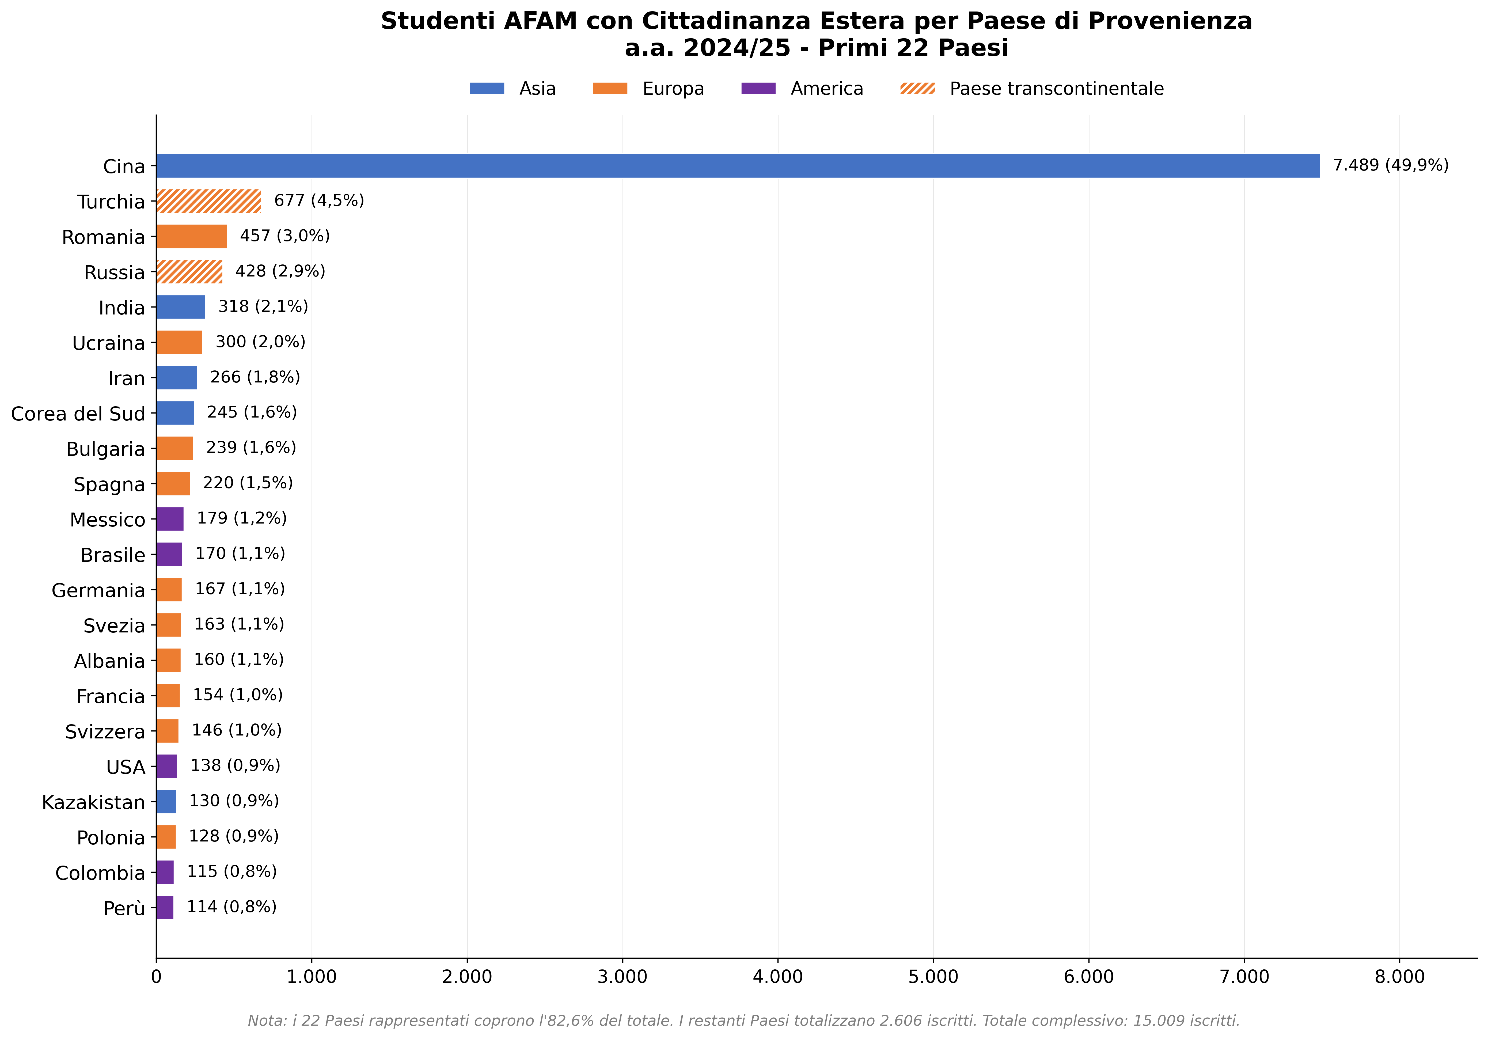 Studenti AFAM con Cittadinanza Estera per Paese di Provenienza
a.a. 2024/25 - Primi 22 Paesi
Asia
Europa
America
Paese transcontinentale
Cina 7.489 (49,9%)
Turchia 677 (4,5%)
Romania 457 (3,0%)
Russia 428 (2,9%)
India 318 (2,1%)
Ucraina 300 (2,0%)
Iran 266 (1,8%)
Corea del Sud 245 (1,6%)
Bulgaria 239 (1,6%)
Spagna 220 (1,5%)
Messico 179 (1,2%)
Brasile 170 (1,1%)
Germania 167 (1,1%)
Svezia 163 (1,1%)
Albania 160 (1,1%)
Francia 154 (1,0%)
Svizzera 146 (1,0%)
USA 138 (0,9%)
Kazakistan 130 (0,9%)
Polonia 128 (0,9%)
Colombia 115 (0,8%)
Perù 114 (0,8%)
0 1.000 2.000 3.000 4.000 5.000 6.000 7.000 8.000
Nota: i 22 Paesi rappresentati coprono l'82,6% del totale. I restanti Paesi totalizzano 2.606 iscritti. Totale complessivo: 15.009 iscritti.